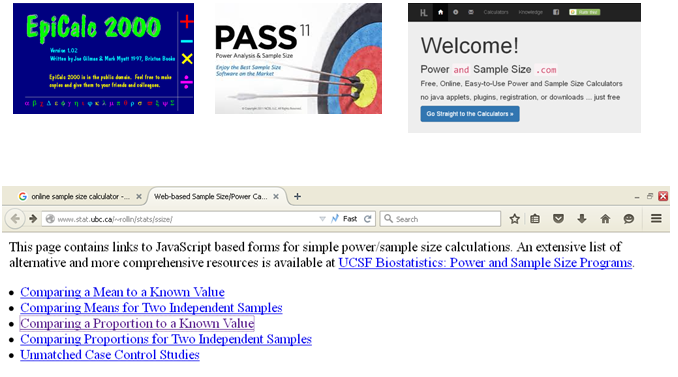 EpiCalc 2000
Version 1.02
Written by Joe Gilman & Mark Myatt 1997, Brixton Books
EpiCalc 2000 is in the public domain. Feel free to make
copies and give them to your friends and colleagues.
PASS 11
Power Analysis & Sample Size
Enjoy the Best Sample Size
Software on the Market
Calculators Knowledge
Welcome!
Power and Sample Size .com
Free, Online, Easy-to-Use Power and Sample Size Calculators
no java applets, plugins, registration, or downloads ... just free
Go Straight to the Calculators »
online sample size calculator -... × Web-based Sample Size/Power Ca... × +
www.stat.ubc.ca/~rollin/stats/ssize/ Fast Search
This page contains links to JavaScript based forms for simple power/sample size calculations. An extensive list of
alternative and more comprehensive resources is available at UCSF Biostatistics: Power and Sample Size Programs.
• Comparing a Mean to a Known Value
• Comparing Means for Two Independent Samples
• Comparing a Proportion to a Known Value
• Comparing Proportions for Two Independent Samples
• Unmatched Case Control Studies